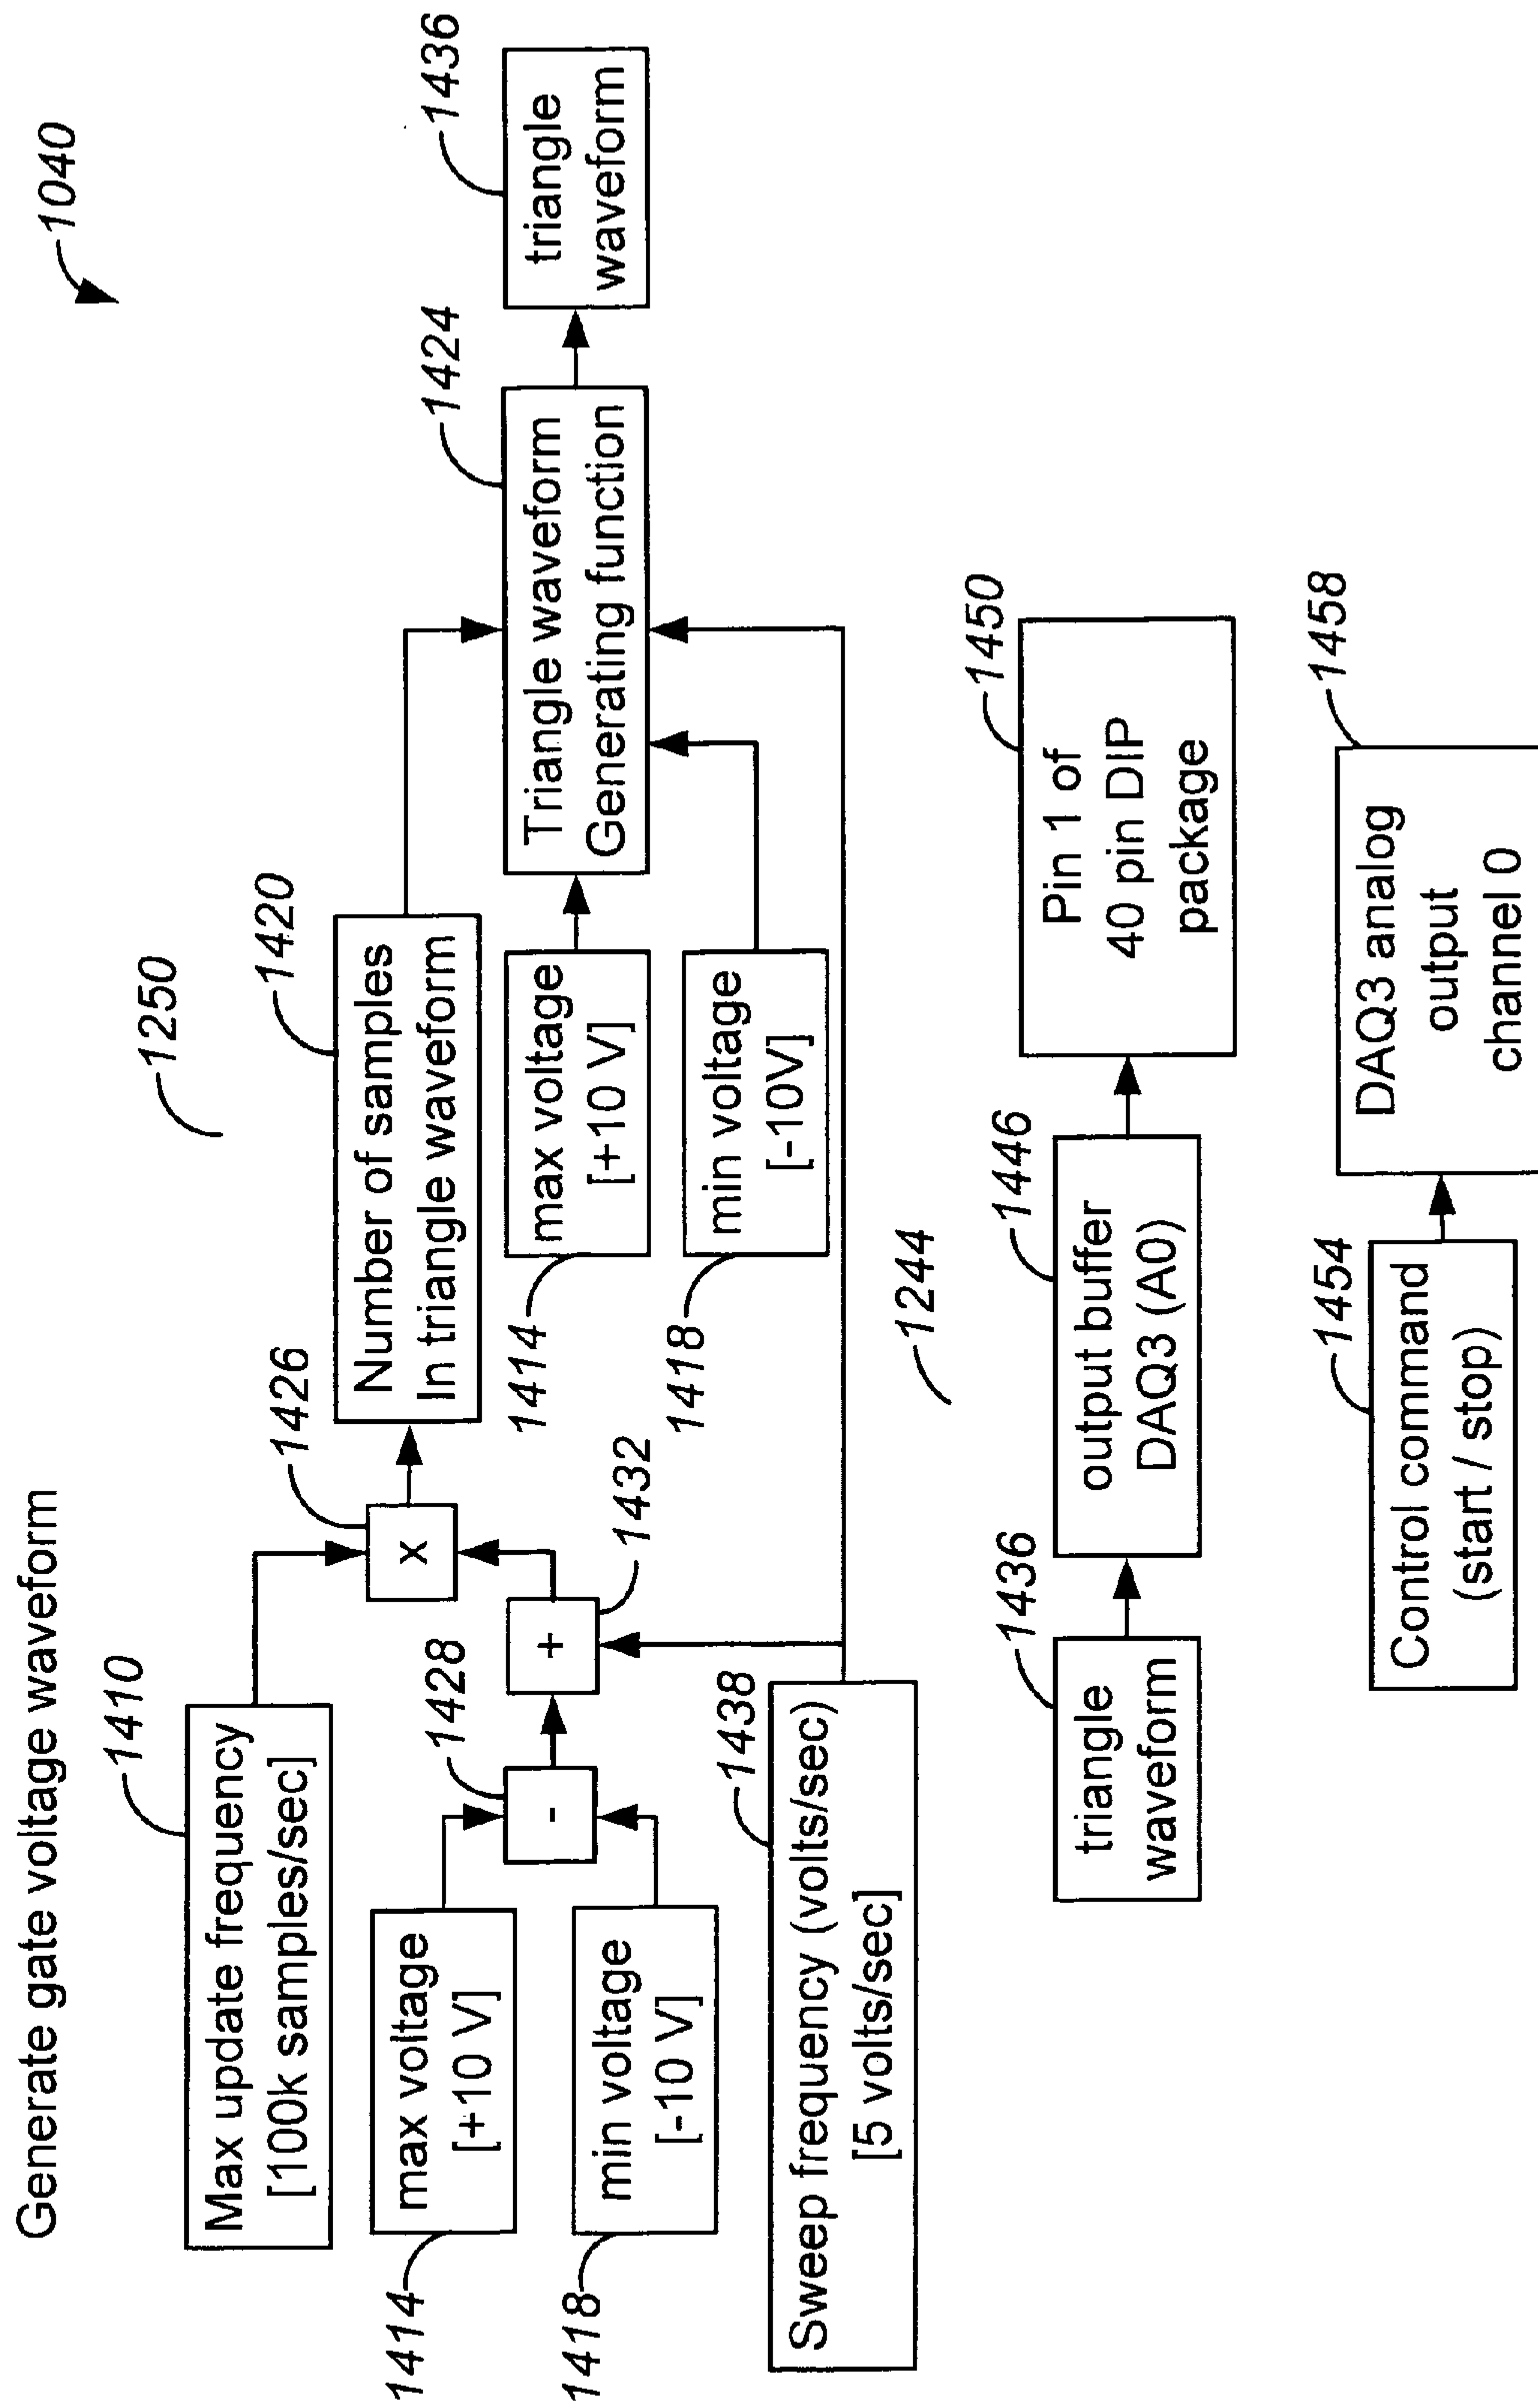 Generate gate voltage waveform
1040
1250
1410
Max update frequency
[100k samples/sec]
1426
x
1420
Number of samples
In triangle waveform
1424
Triangle waveform
Generating function
1436
triangle
waveform
1414
max voltage
[+10 V]
1428
-
1432
+
1414
max voltage
[+10 V]
1418
min voltage
[-10 V]
1418
min voltage
[-10V]
1438
Sweep frequency (volts/sec)
[5 volts/sec]
1244
1436
triangle
waveform
1446
output buffer
DAQ3 (A0)
1450
Pin 1 of
40 pin DIP
package
1454
Control command
(start / stop)
1458
DAQ3 analog
output
channel 0